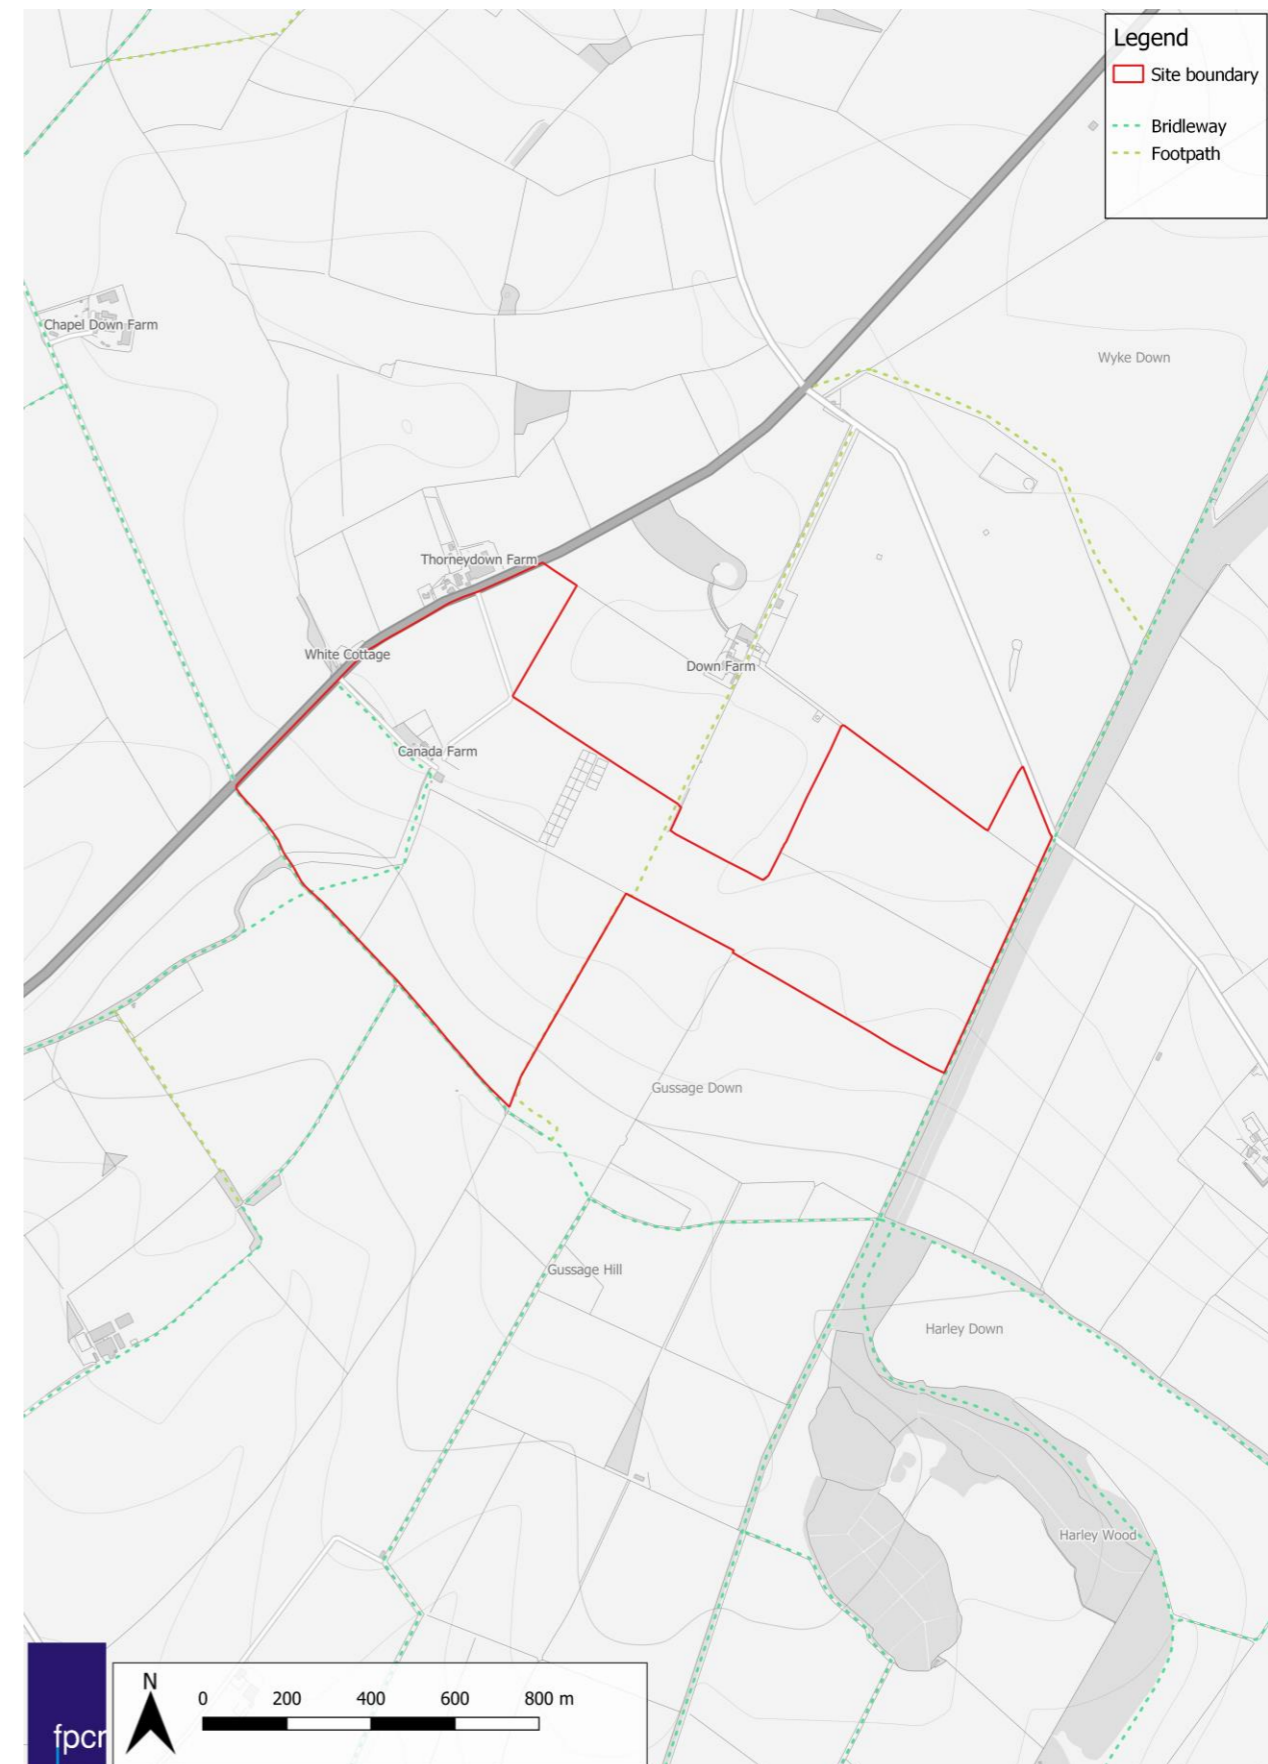 Legend
Site boundary
Bridleway
Footpath
Chapel Down Farm
Wyke Down
Thorneydown Farm
White Cottage
Down Farm
Canada Farm
Gussage Down
Gussage Hill
Harley Down
Harley Wood
N
0 200 400 600 800 m
fpcr